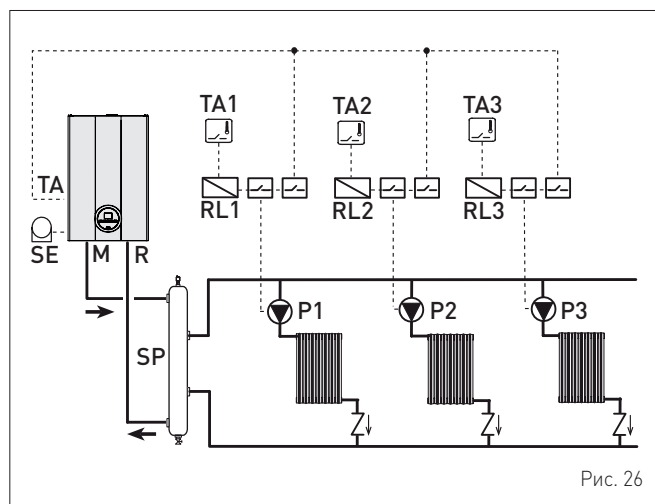 TA1 TA2 TA3
TA
RL1 RL2 RL3
SE M R
P1 P2 P3
SP
Рис. 26